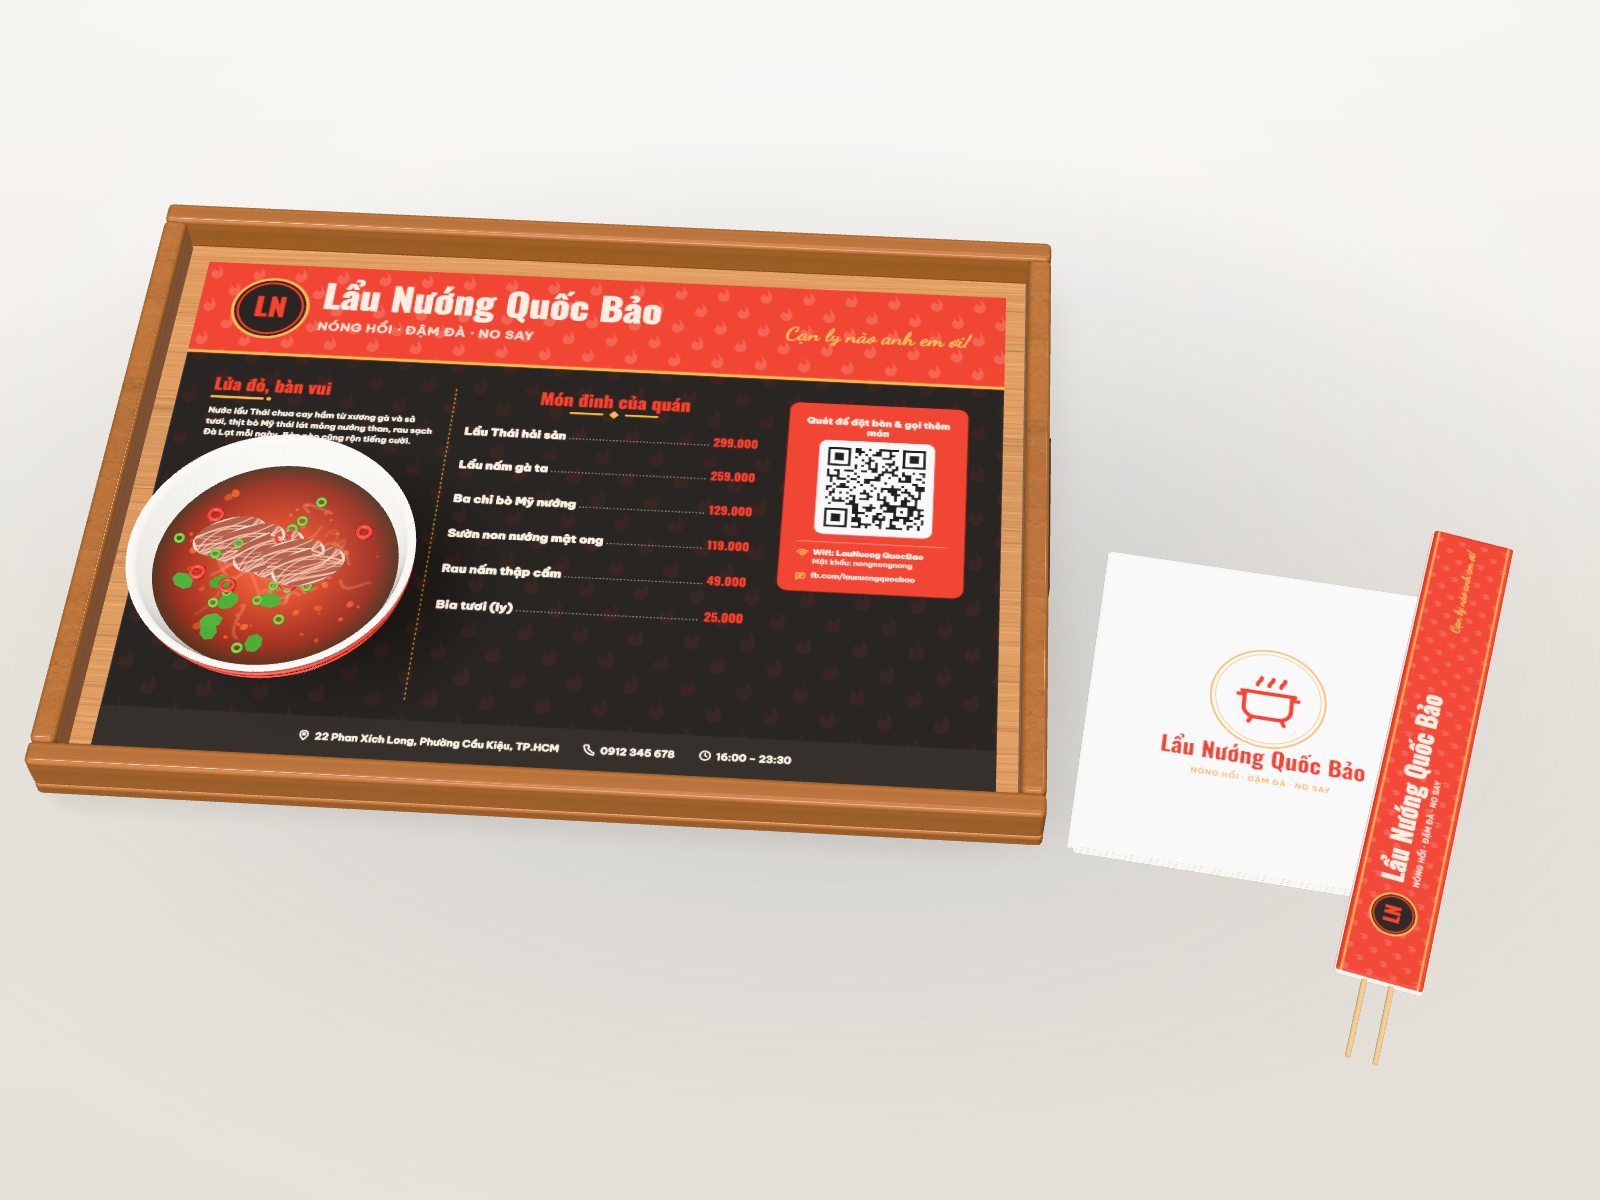 LN
Lẩu Nướng Quốc Bảo
NÓNG HỔI · ĐẬM ĐÀ · NO SAY
Cạn ly nào anh em ơi!
Lửa đỏ, bàn vui
Nước lẩu Thái chua cay hầm từ xương gà và sả
tươi, thịt bò Mỹ thái lát mỏng nướng than, rau sạch
Đà Lạt mỗi ngày. Bàn nào cũng rộn tiếng cười.
Món đinh của quán
Lẩu Thái hải sản 299.000
Lẩu nấm gà ta 259.000
Ba chỉ bò Mỹ nướng 129.000
Sườn non nướng mật ong 119.000
Rau nấm thập cẩm 49.000
Bia tươi (ly) 25.000
Quét để đặt bàn & gọi thêm
món
Wifi: LauNuong QuocBao
Mật khẩu: nongnongnong
fb.com/launuongquocbao
22 Phan Xích Long, Phường Cầu Kiệu, TP.HCM
0912 345 678
16:00 – 23:30
Lẩu Nướng Quốc Bảo
NÓNG HỔI · ĐẬM ĐÀ · NO SAY
LN
Lẩu Nướng Quốc Bảo
NÓNG HỔI · ĐẬM ĐÀ · NO SAY
Cạn ly nào anh em ơi!